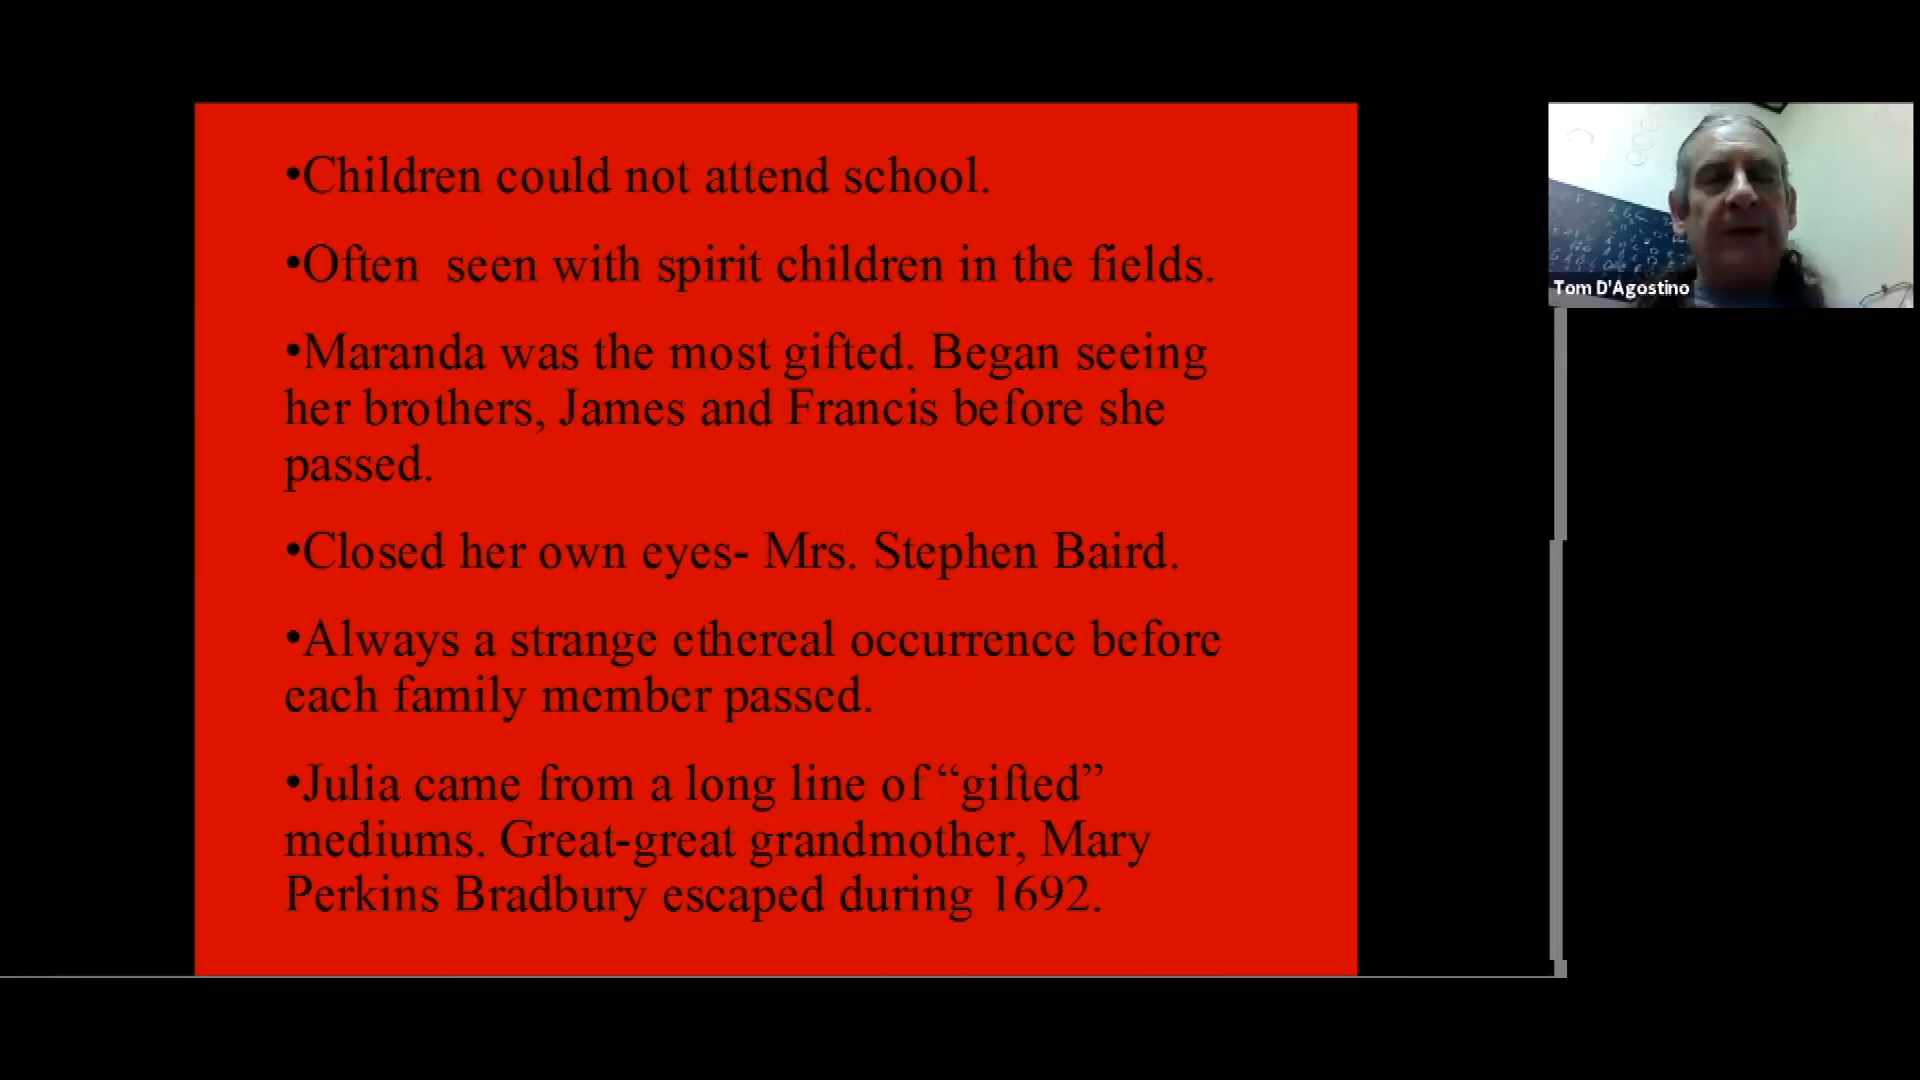 •Children could not attend school.
•Often  seen with spirit children in the fields.
•Maranda was the most gifted. Began seeing
her brothers, James and Francis before she
passed.
•Closed her own eyes- Mrs. Stephen Baird.
•Always a strange ethereal occurrence before
each family member passed.
•Julia came from a long line of “gifted”
mediums. Great-great grandmother, Mary
Perkins Bradbury escaped during 1692.
Tom D'Agostino